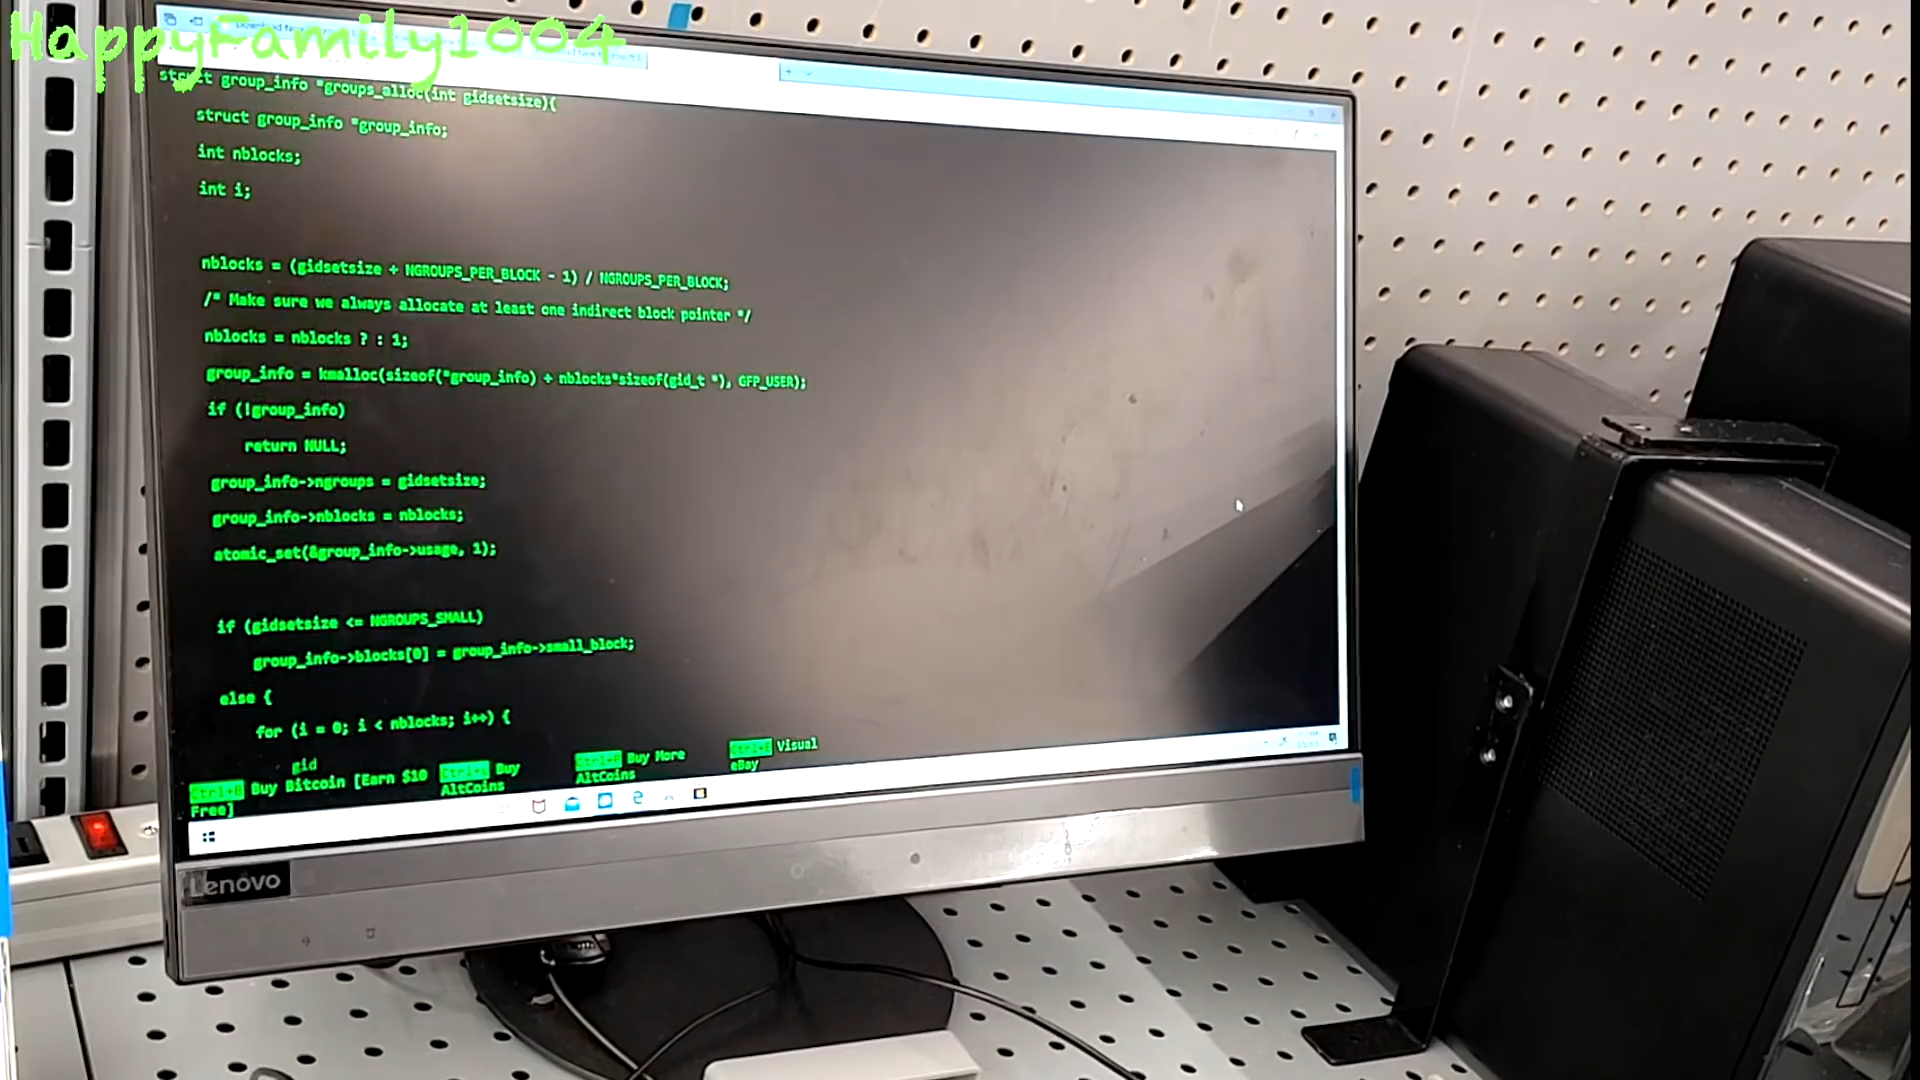 HappyFamily1004
struct group_info *groups_alloc(int gidsetsize){
struct group_info *group_info;
int nblocks;
int i;
nblocks = (gidsetsize + NGROUPS_PER_BLOCK - 1) / NGROUPS_PER_BLOCK;
/* Make sure we always allocate at least one indirect block pointer */
nblocks = nblocks ? : 1;
group_info = kmalloc(sizeof(*group_info) + nblocks*sizeof(gid_t *), GFP_USER);
if (!group_info)
return NULL;
group_info->ngroups = gidsetsize;
group_info->nblocks = nblocks;
atomic_set(&group_info->usage, 1);
if (gidsetsize <= NGROUPS_SMALL)
group_info->blocks[0] = group_info->small_block;
else {
for (i = 0; i < nblocks; i++) {
gid
Ctrl+B Buy Bitcoin [Earn $10 Free]
Buy AltCoins
Buy More AltCoins
Ctrl+E Visual eBay
Lenovo